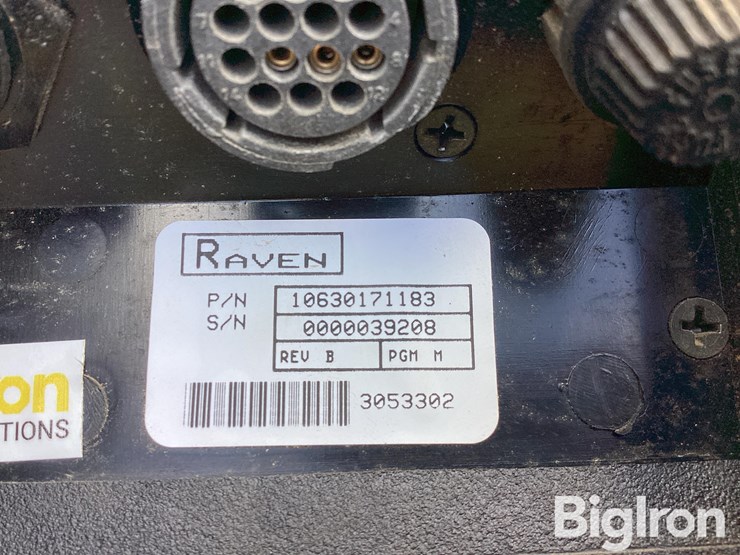 RAVEN
P/N 10630171183
S/N 0000039208
REV B PGM M
3053302
on
TIONS
BigIron